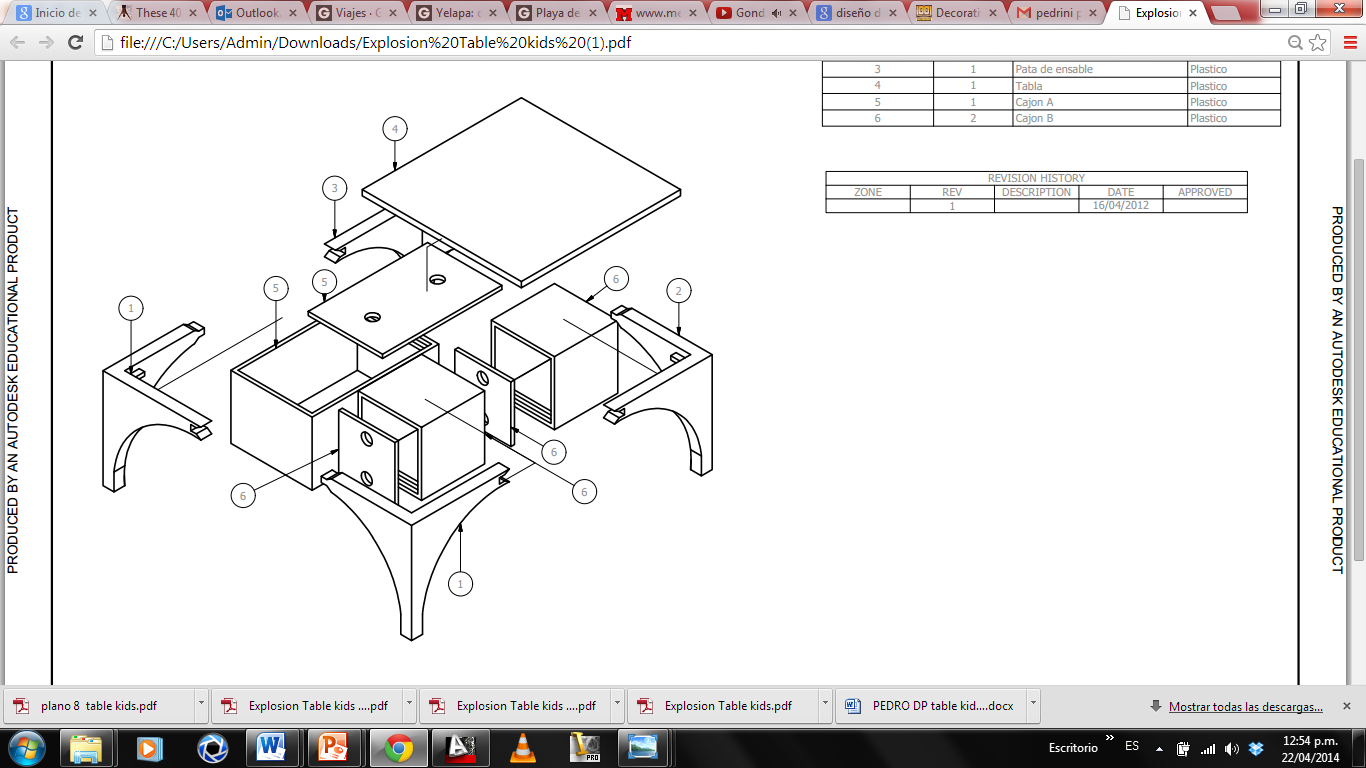 Inicio de
These 40
Outlook.
Viajes - G
Yelapa:
Playa de
www.me
Gond
diseño d
Decorati
pedrini p
Explosio
file:///C:/Users/Admin/Downloads/Explosion%20Table%20kids%20(1).pdf
3 1 Pata de ensable Plastico
4 1 Tabla Plastico
5 1 Cajon A Plastico
6 2 Cajon B Plastico
REVISION HISTORY
ZONE REV DESCRIPTION DATE APPROVED
1 16/04/2012
4
3
6
5
5
2
1
6
6
6
1
PRODUCED BY AN AUTODESK EDUCATIONAL PRODUCT
PRODUCED BY AN AUTODESK EDUCATIONAL PRODUCT
plano 8 table kids.pdf
Explosion Table kids ....pdf
Explosion Table kids ....pdf
Explosion Table kids.pdf
PEDRO DP table kid....docx
Mostrar todas las descargas...
Escritorio
ES
12:54 p.m.
22/04/2014